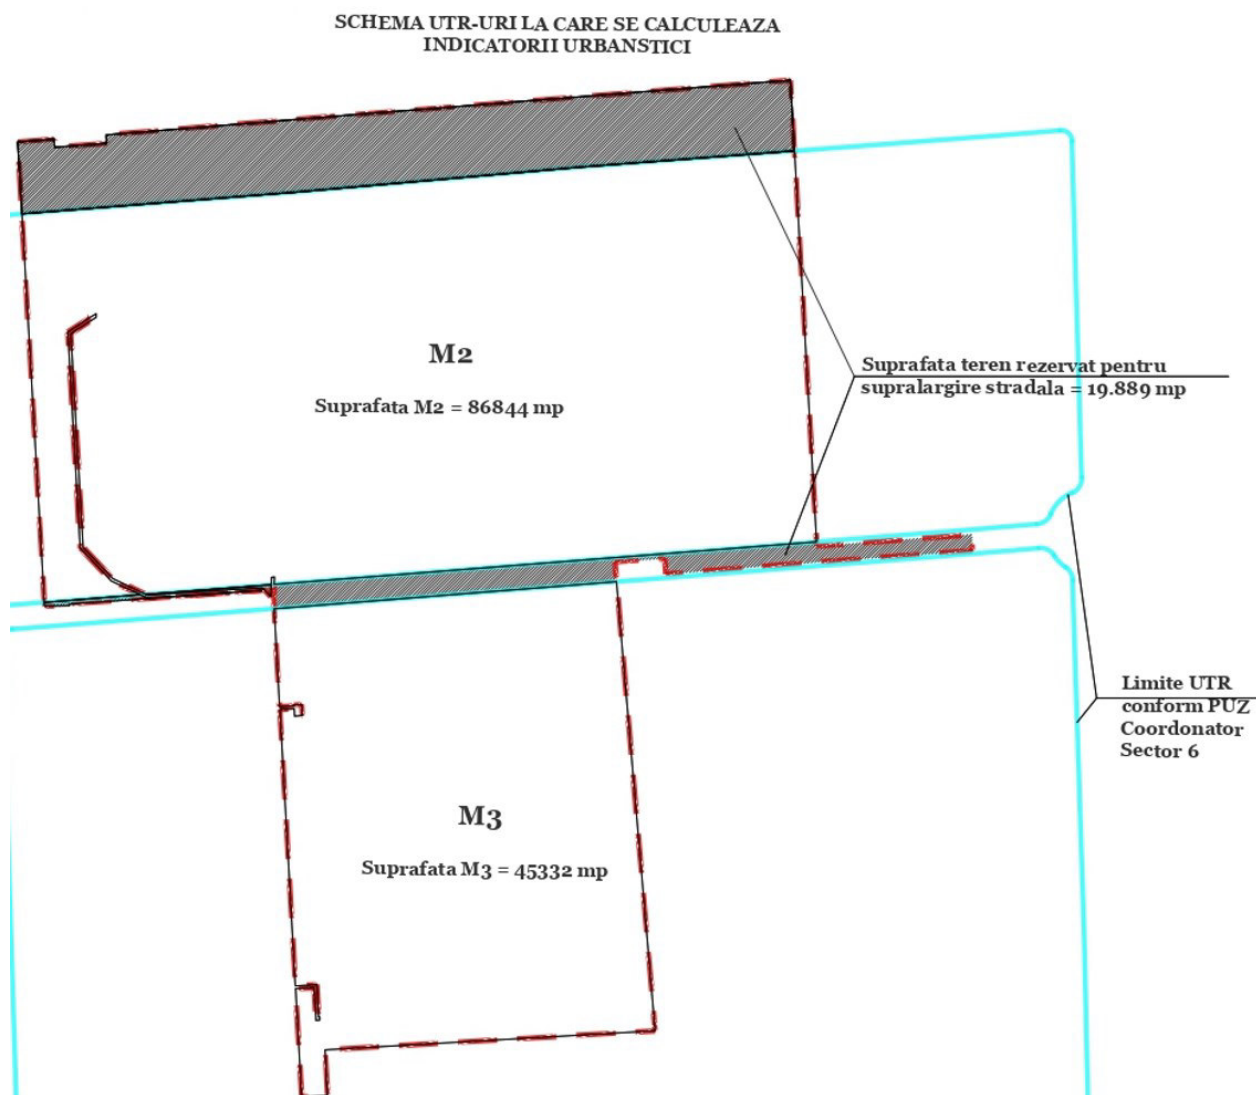 SCHEMA UTR-URI LA CARE SE CALCULEAZA
INDICATORII URBANSTICI
M2
Suprafata M2 = 86844 mp
Suprafata teren rezervat pentru
supralargire stradala = 19.889 mp
Limite UTR
conform PUZ
Coordonator
Sector 6
M3
Suprafata M3 = 45332 mp